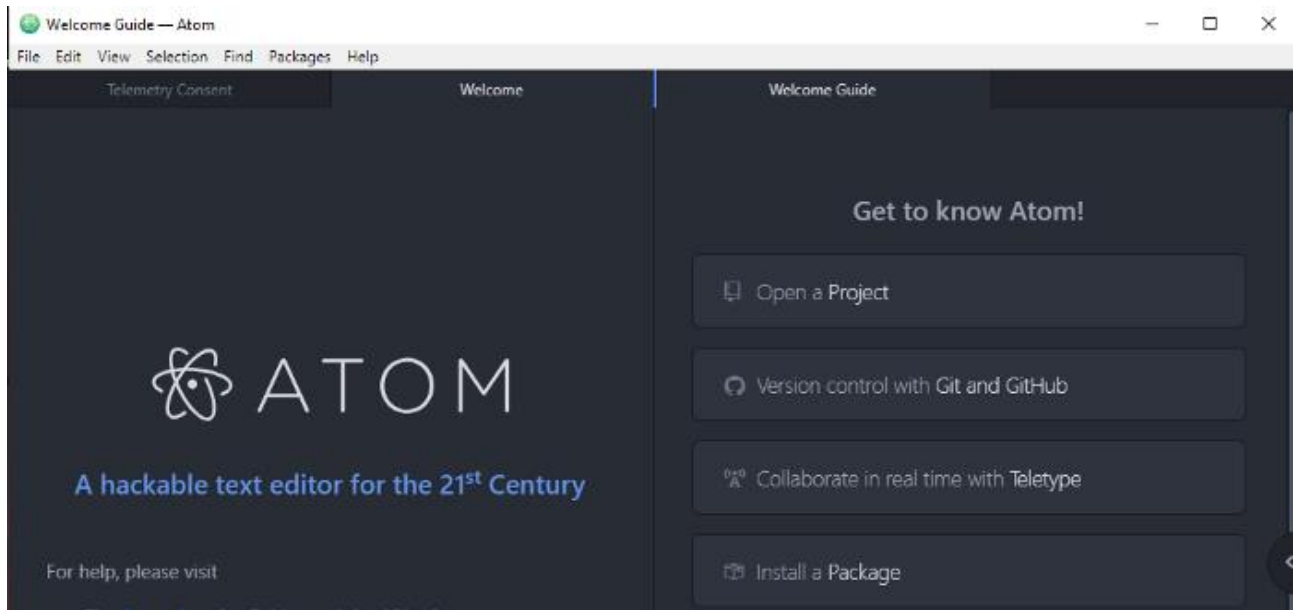 Welcome Guide — Atom
File Edit View Selection Find Packages Help
Telemetry Consent
Welcome
Welcome Guide
ATOM
A hackable text editor for the 21st Century
For help, please visit
Get to know Atom!
Open a Project
Version control with Git and GitHub
Collaborate in real time with Teletype
Install a Package